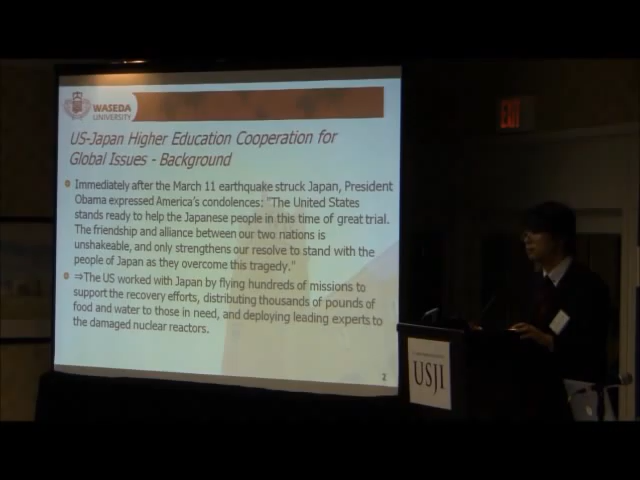 WASEDA
UNIVERSITY
US-Japan Higher Education Cooperation for
Global Issues - Background
Immediately after the March 11 earthquake struck Japan, President
Obama expressed America's condolences: "The United States
stands ready to help the Japanese people in this time of great trial.
The friendship and alliance between our two nations is
unshakeable, and only strengthens our resolve to stand with the
people of Japan as they overcome this tragedy."
⇒The US worked with Japan by flying hundreds of missions to
support the recovery efforts, distributing thousands of pounds of
food and water to those in need, and deploying leading experts to
the damaged nuclear reactors.
2
EXIT
USJI